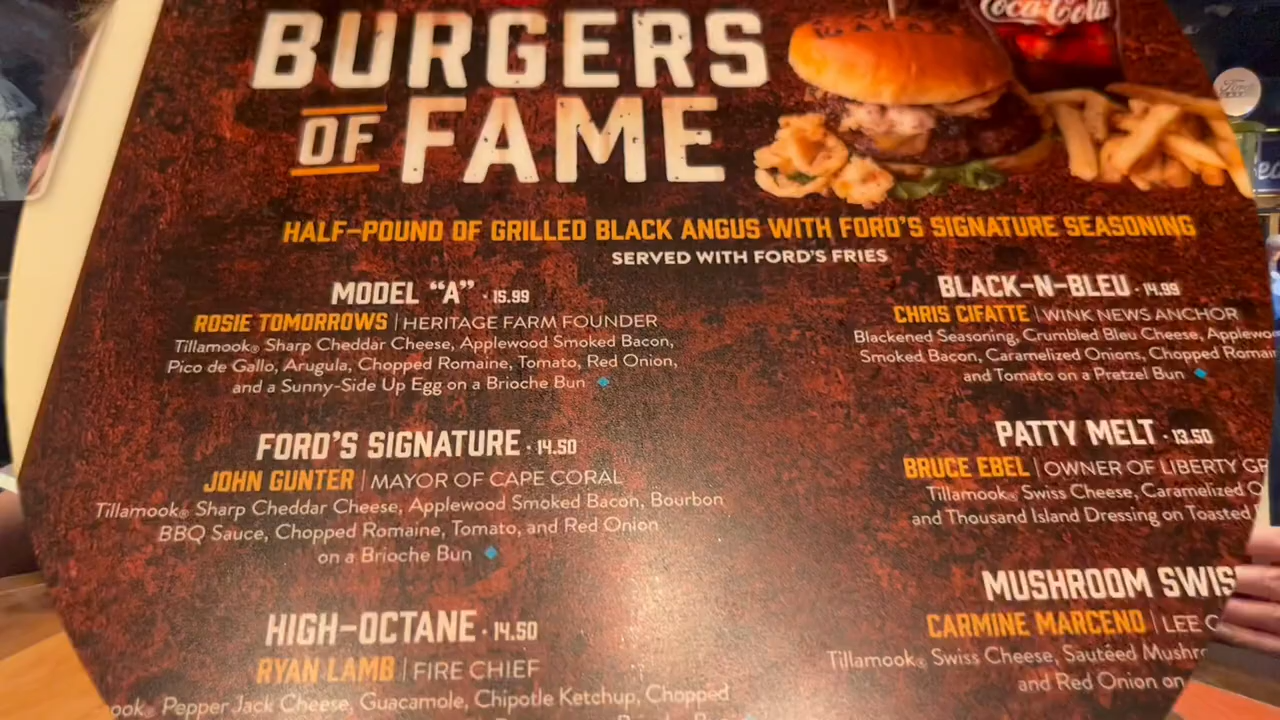 BURGERS
OF FAME
Coca-Cola
HALF-POUND OF GRILLED BLACK ANGUS WITH FORD'S SIGNATURE SEASONING
SERVED WITH FORD'S FRIES
MODEL "A" · 15.99
ROSIE TOMORROWS | HERITAGE FARM FOUNDER
Tillamook® Sharp Cheddar Cheese, Applewood Smoked Bacon,
Pico de Gallo, Arugula, Chopped Romaine, Tomato, Red Onion,
and a Sunny-Side Up Egg on a Brioche Bun
FORD'S SIGNATURE · 14.50
JOHN GUNTER | MAYOR OF CAPE CORAL
Tillamook® Sharp Cheddar Cheese, Applewood Smoked Bacon, Bourbon
BBQ Sauce, Chopped Romaine, Tomato, and Red Onion
on a Brioche Bun
HIGH-OCTANE · 14.50
RYAN LAMB | FIRE CHIEF
Pepper Jack Cheese, Guacamole, Chipotle Ketchup, Chopped
BLACK-N-BLEU · 14.99
CHRIS CIFATTE | WINK NEWS ANCHOR
Blackened Seasoning, Crumbled Bleu Cheese, Applewo
Smoked Bacon, Caramelized Onions, Chopped Romai
and Tomato on a Pretzel Bun
PATTY MELT · 13.50
BRUCE EBEL | OWNER OF LIBERTY
Tillamook® Swiss Cheese, Caramelized
and Thousand Island Dressing on Toasted
MUSHROOM SWIS
CARMINE MARCENO | LEE
Tillamook® Swiss Cheese, Sautéed Mushr
and Red Onion on